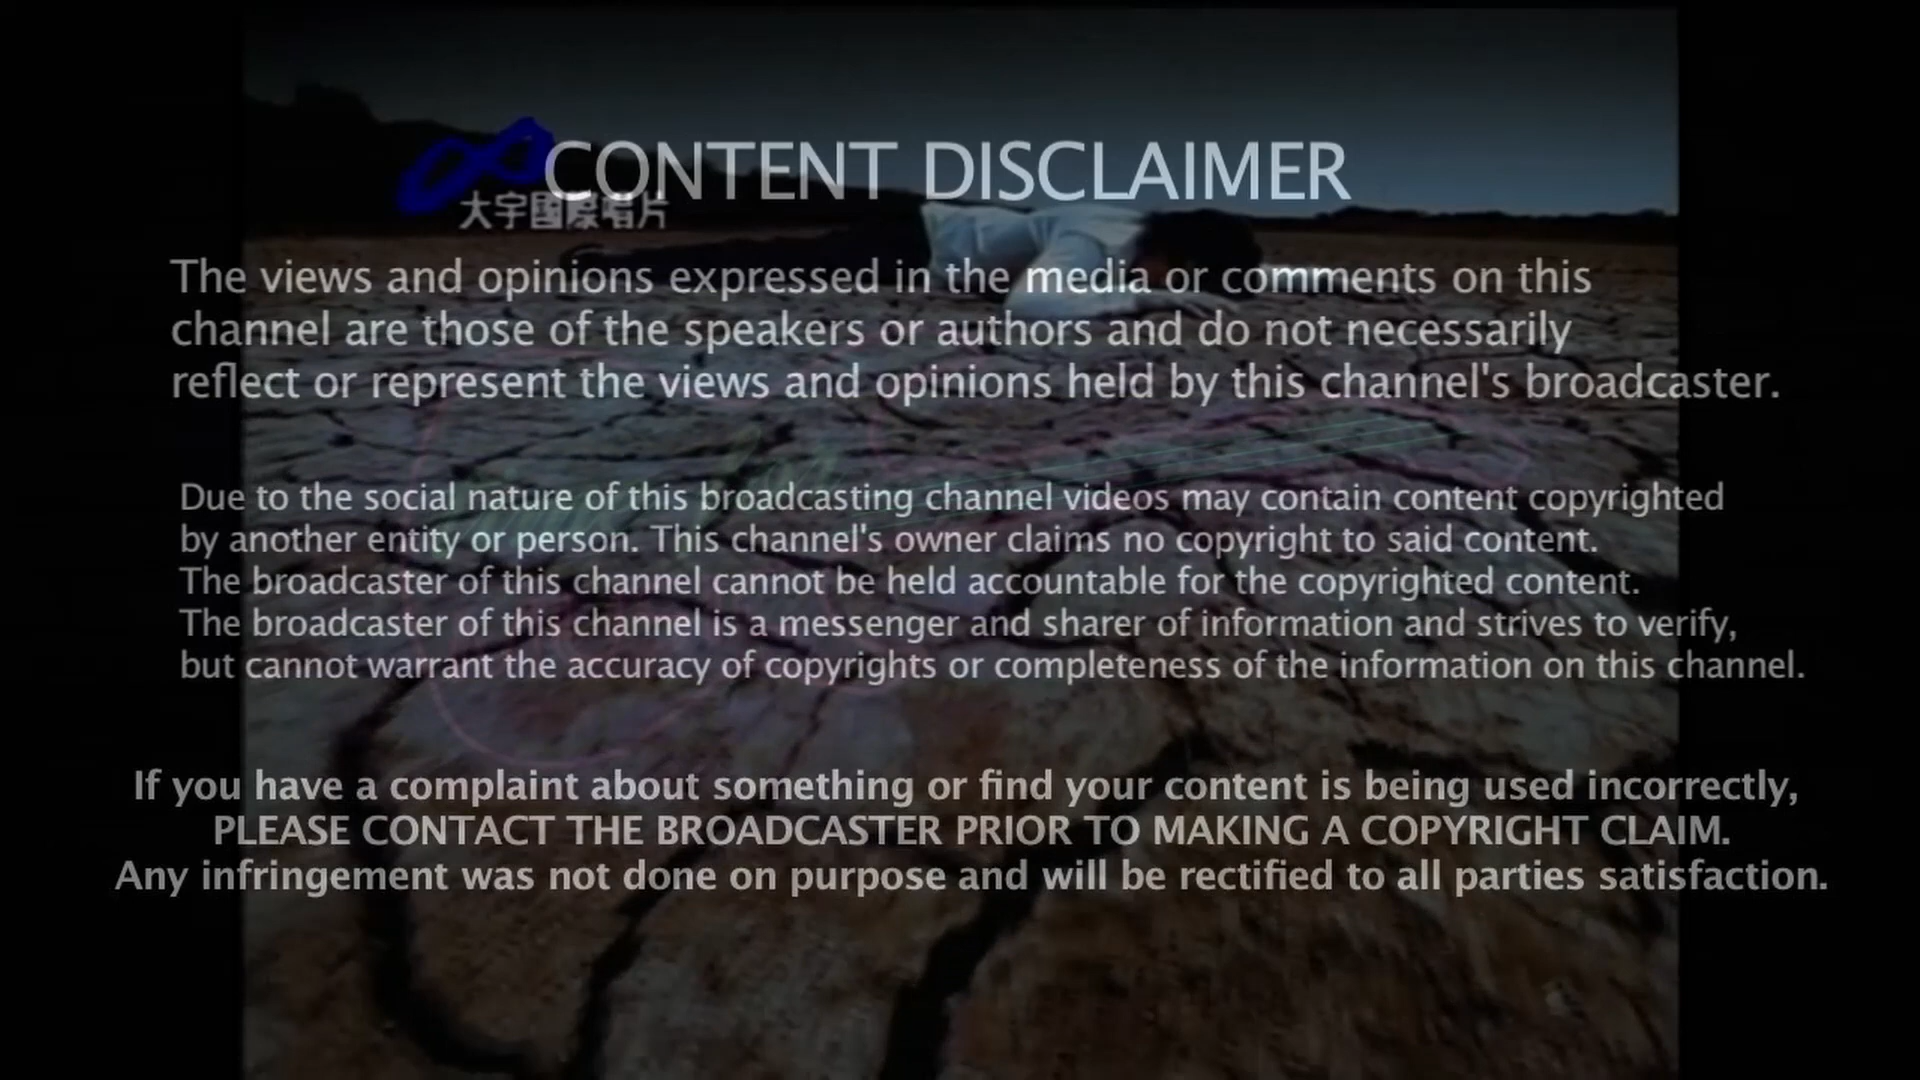 CONTENT DISCLAIMER
大宇國際唱片
The views and opinions expressed in the media or comments on this
channel are those of the speakers or authors and do not necessarily
reflect or represent the views and opinions held by this channel's broadcaster.
Due to the social nature of this broadcasting channel videos may contain content copyrighted
by another entity or person. This channel's owner claims no copyright to said content.
The broadcaster of this channel cannot be held accountable for the copyrighted content.
The broadcaster of this channel is a messenger and sharer of information and strives to verify,
but cannot warrant the accuracy of copyrights or completeness of the information on this channel.
If you have a complaint about something or find your content is being used incorrectly,
PLEASE CONTACT THE BROADCASTER PRIOR TO MAKING A COPYRIGHT CLAIM.
Any infringement was not done on purpose and will be rectified to all parties satisfaction.